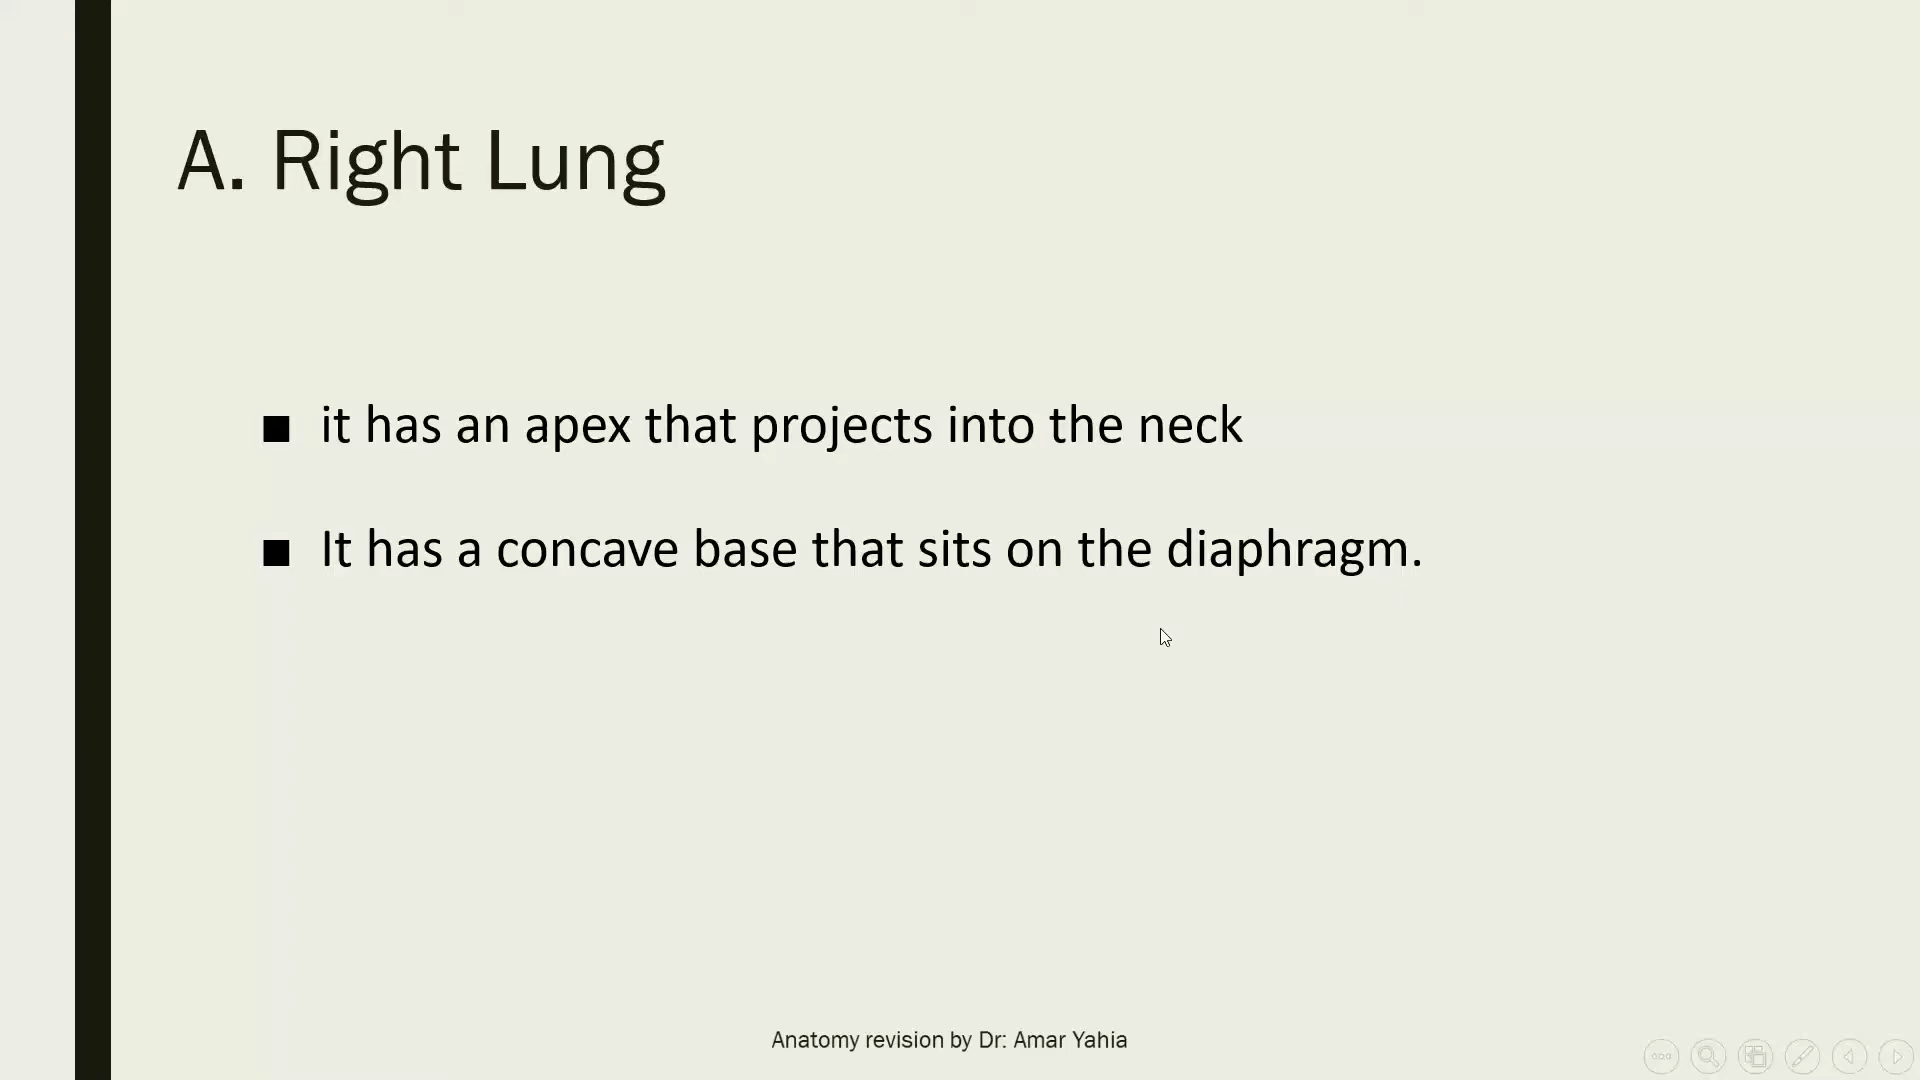 A. Right Lung
■ it has an apex that projects into the neck
■ It has a concave base that sits on the diaphragm.
Anatomy revision by Dr: Amar Yahia